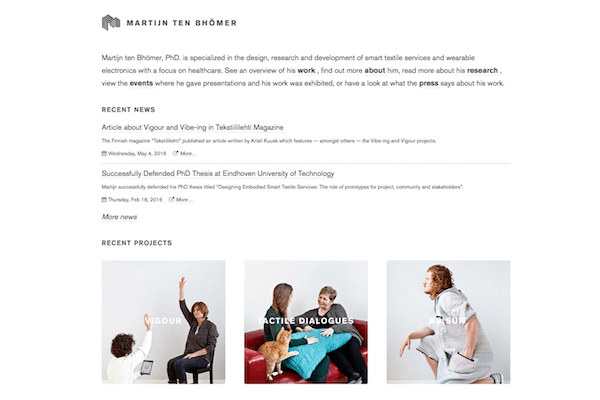 MARTIJN TEN BHÖMER
Martijn ten Bhömer, PhD. is specialized in the design, research and development of smart textile services and wearable
electronics with a focus on healthcare. See an overview of his work , find out more about him, read more about his research ,
view the events where he gave presentations and his work was exhibited, or have a look at what the press says about his work.
RECENT NEWS
Article about Vigour and Vibe-ing in Tekstiililehti Magazine
The Finnish magazine "Tekstiililehti" published an article written by Kristi Kuusk which features — amongst others — the Vibe-ing and Vigour projects.
Wednesday, May 4, 2016 More...
Successfully Defended PhD Thesis at Eindhoven University of Technology
Martijn successfully defended his PhD thesis titled "Designing Embodied Smart Textile Services: The role of prototypes for project, community and stakeholders".
Thursday, Feb 18, 2016 More...
More news
RECENT PROJECTS
VIGOUR
TACTILE DIALOGUES